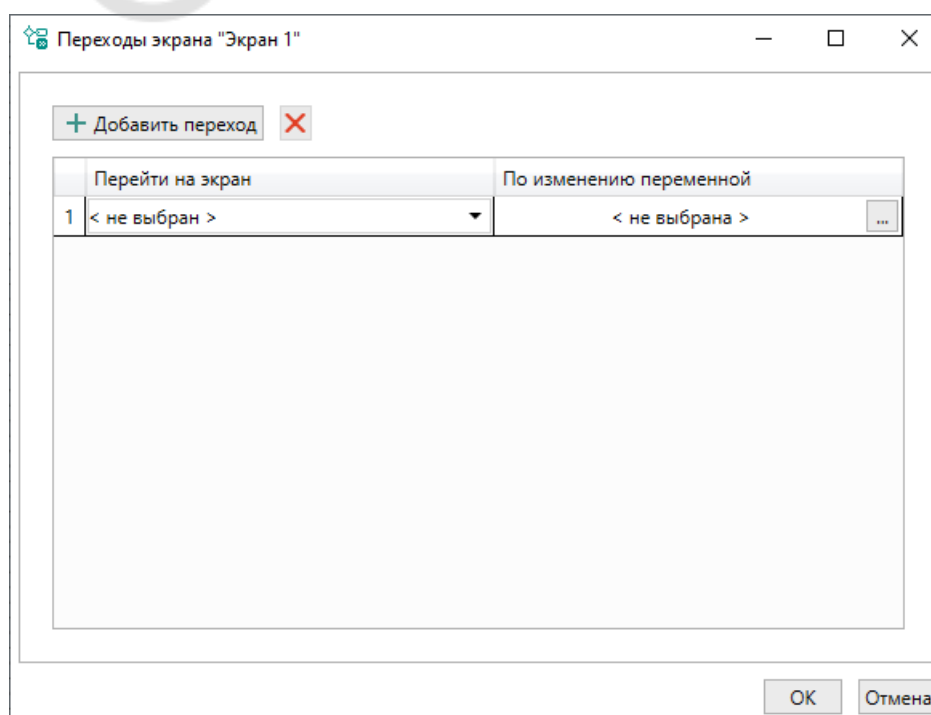 Переходы экрана "Экран 1"
Добавить переход
Перейти на экран По изменению переменной
1 < не выбран > < не выбрана > ...
OK Отмена